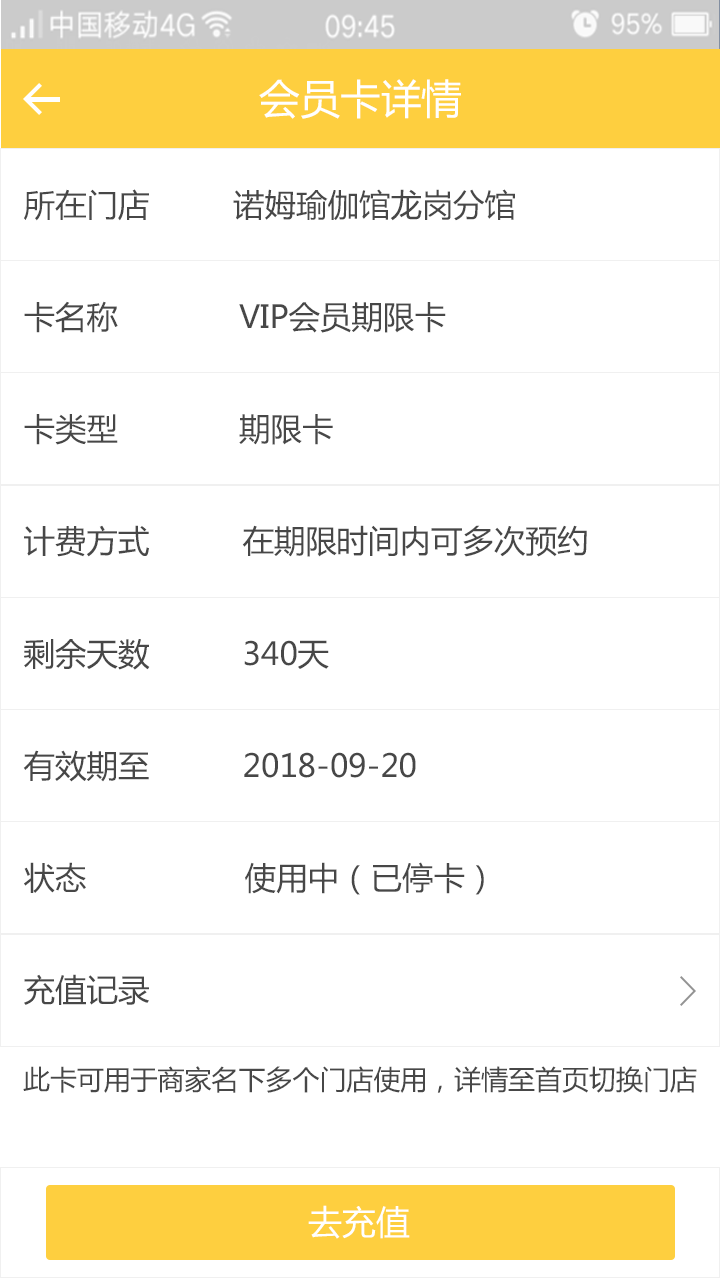 中国移动4G 09:45 95%
会员卡详情
所在门店 诺姆瑜伽馆龙岗分馆
卡名称 VIP会员期限卡
卡类型 期限卡
计费方式 在期限时间内可多次预约
剩余天数 340天
有效期至 2018-09-20
状态 使用中（已停卡）
充值记录
此卡可用于商家名下多个门店使用，详情至首页切换门店
去充值